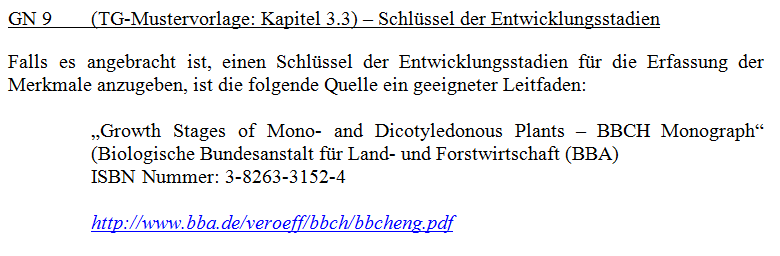 GN 9 (TG-Mustervorlage: Kapitel 3.3) – Schlüssel der Entwicklungsstadien
Falls es angebracht ist, einen Schlüssel der Entwicklungsstadien für die Erfassung der
Merkmale anzugeben, ist die folgende Quelle ein geeigneter Leitfaden:
„Growth Stages of Mono- and Dicotyledonous Plants – BBCH Monograph“
(Biologische Bundesanstalt für Land- und Forstwirtschaft (BBA)
ISBN Nummer: 3-8263-3152-4
http://www.bba.de/veroeff/bbch/bbcheng.pdf